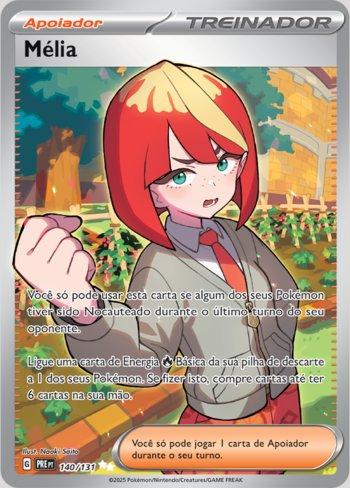 Apoiador
TREINADOR
Mélia
Você só pode usar esta carta se algum dos seus Pokémon
tiver sido Nocauteado durante o último turno do seu
oponente.
Ligue uma carta de Energia Básica da sua pilha de descarte
a 1 dos seus Pokémon. Se fizer isto, compre cartas até ter
6 cartas na sua mão.
Ilust. Naoki Saito
G PRE PT 140/131
Você só pode jogar 1 carta de Apoiador
durante o seu turno.
©2025 Pokémon/Nintendo/Creatures/GAME FREAK